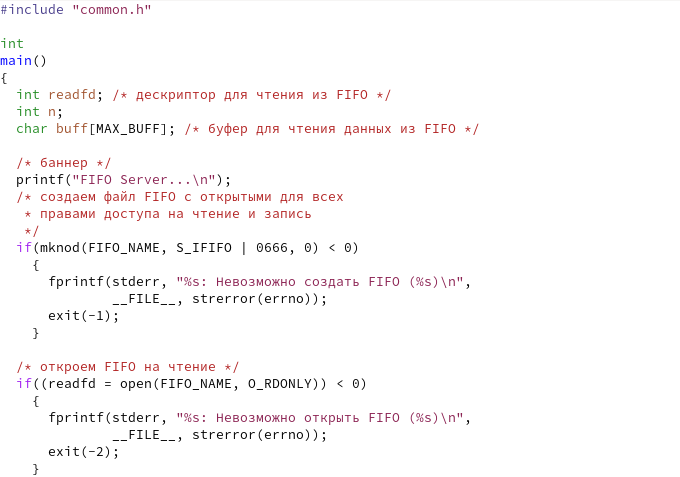 #include "common.h"

int
main()
{
  int readfd; /* дескриптор для чтения из FIFO */
  int n;
  char buff[MAX_BUFF]; /* буфер для чтения данных из FIFO */

  /* баннер */
  printf("FIFO Server...\n");
  /* создаем файл FIFO с открытыми для всех
   * правами доступа на чтение и запись
   */
  if(mknod(FIFO_NAME, S_IFIFO | 0666, 0) < 0)
    {
      fprintf(stderr, "%s: Невозможно создать FIFO (%s)\n",
              __FILE__, strerror(errno));
      exit(-1);
    }

  /* откроем FIFO на чтение */
  if((readfd = open(FIFO_NAME, O_RDONLY)) < 0)
    {
      fprintf(stderr, "%s: Невозможно открыть FIFO (%s)\n",
              __FILE__, strerror(errno));
      exit(-2);
    }